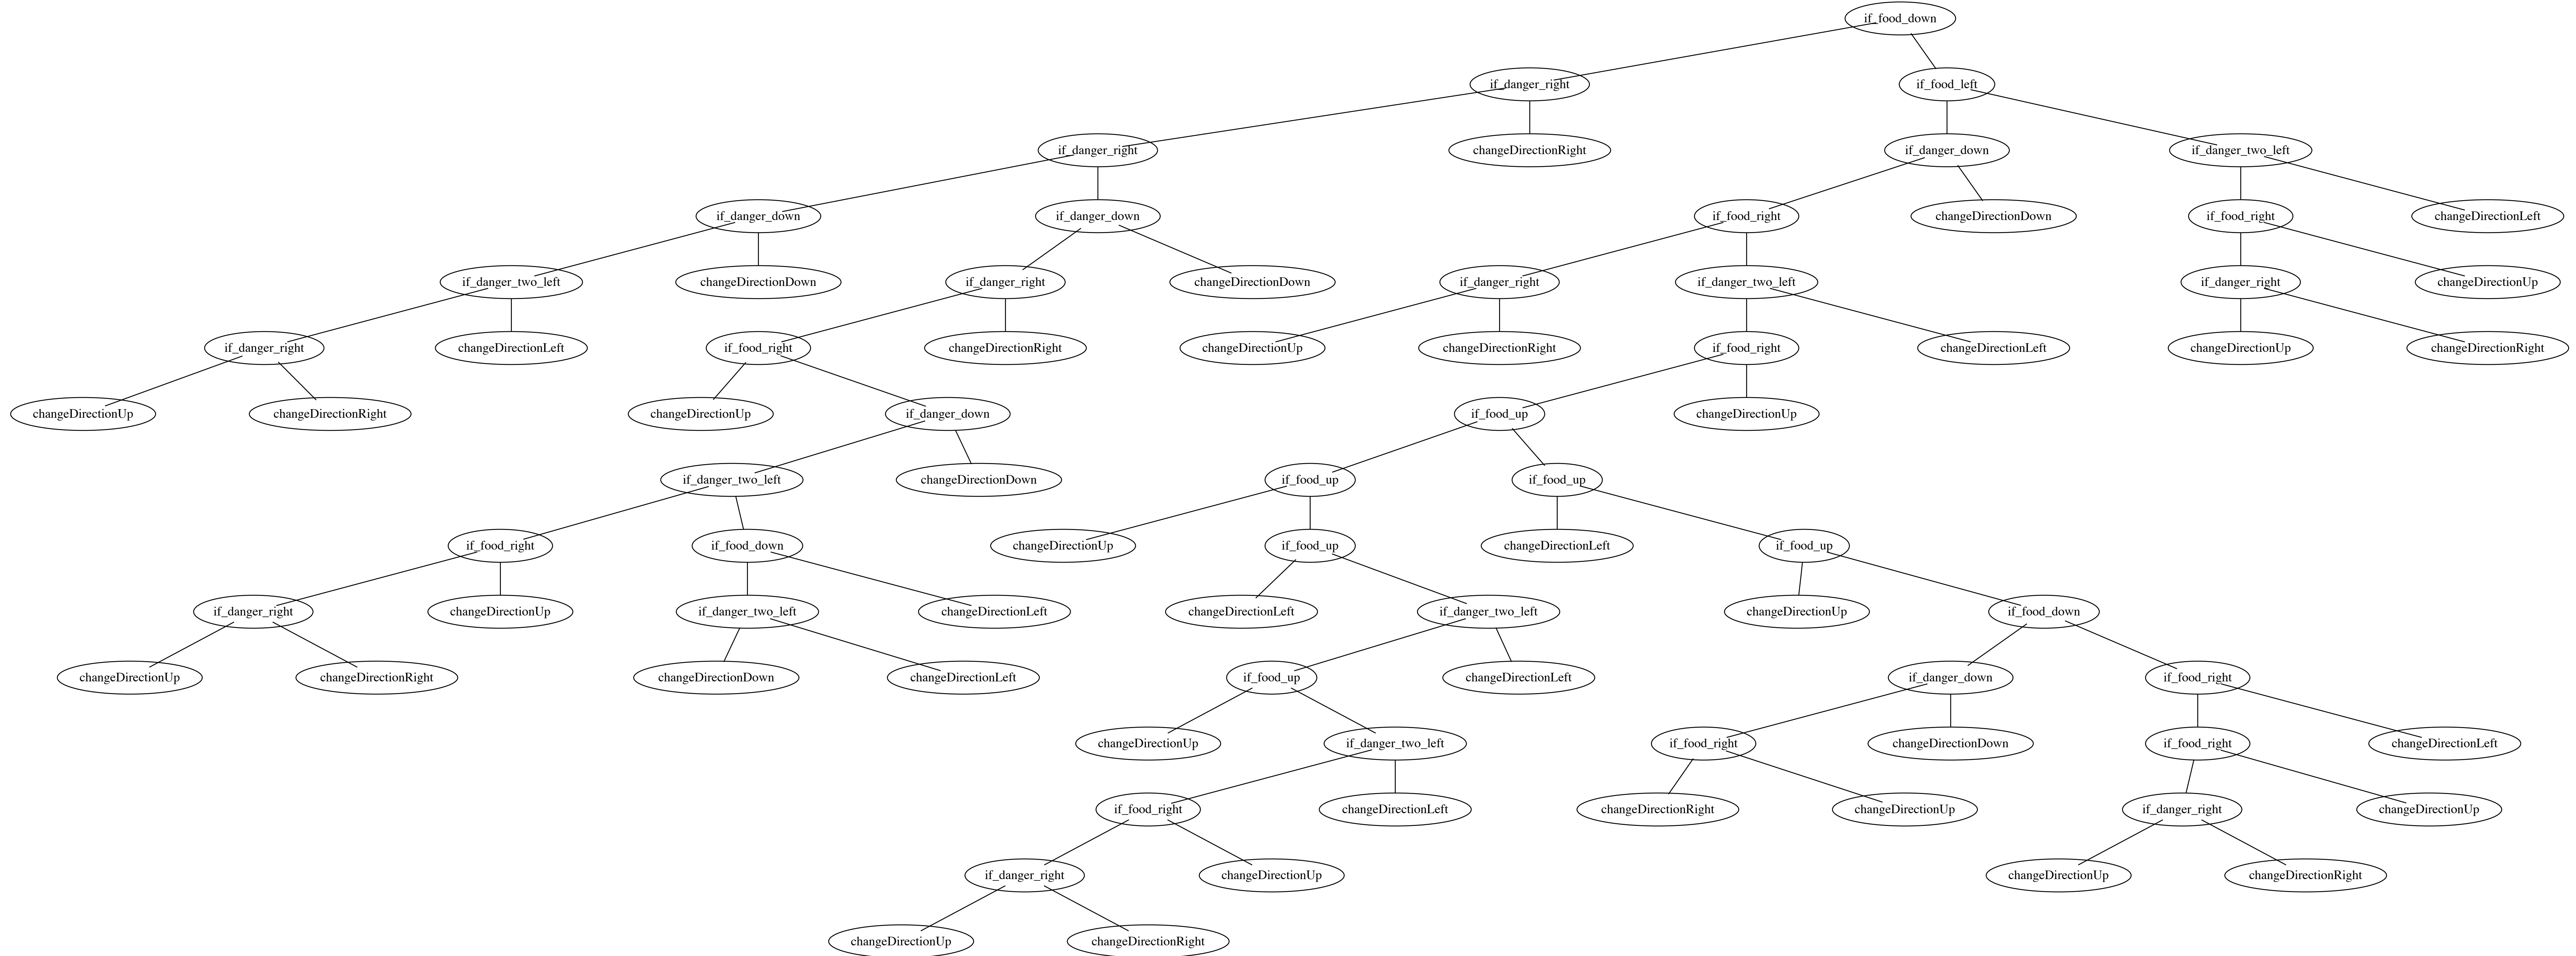 if_food_down
if_danger_right
if_food_left
if_danger_right
changeDirectionRight
if_danger_down
if_danger_two_left
if_danger_down
if_danger_down
if_food_right
changeDirectionDown
if_food_right
changeDirectionLeft
if_danger_two_left
changeDirectionDown
if_danger_right
changeDirectionDown
if_danger_right
if_danger_two_left
if_danger_right
changeDirectionUp
if_danger_right
changeDirectionLeft
if_food_right
changeDirectionRight
changeDirectionUp
changeDirectionRight
if_food_right
changeDirectionLeft
changeDirectionUp
changeDirectionRight
changeDirectionUp
changeDirectionRight
changeDirectionUp
if_danger_down
if_food_up
changeDirectionUp
if_danger_two_left
changeDirectionDown
if_food_up
if_food_up
if_food_right
if_food_down
changeDirectionUp
if_food_up
changeDirectionLeft
if_food_up
if_danger_right
changeDirectionUp
if_danger_two_left
changeDirectionLeft
changeDirectionLeft
if_danger_two_left
changeDirectionUp
if_food_down
changeDirectionUp
changeDirectionRight
changeDirectionDown
changeDirectionLeft
if_food_up
changeDirectionLeft
if_danger_down
if_food_right
changeDirectionUp
if_danger_two_left
if_food_right
changeDirectionDown
if_food_right
changeDirectionLeft
if_food_right
changeDirectionLeft
changeDirectionRight
changeDirectionUp
if_danger_right
changeDirectionUp
if_danger_right
changeDirectionUp
changeDirectionUp
changeDirectionRight
changeDirectionUp
changeDirectionRight